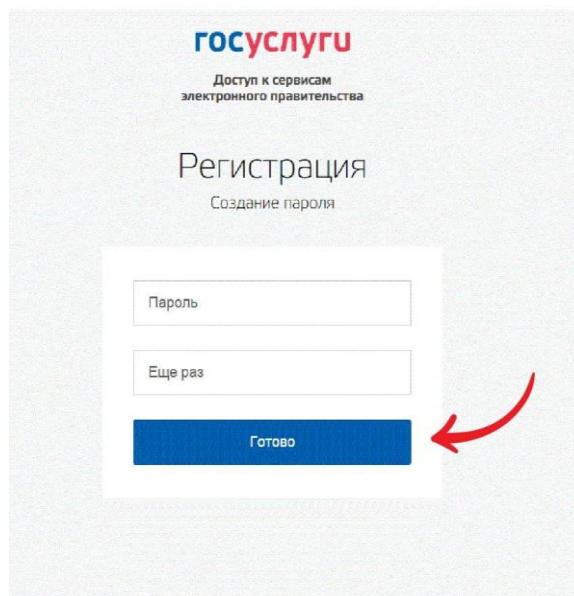 госуслуги
Доступ к сервисам
электронного правительства
Регистрация
Создание пароля
Пароль
Еще раз
Готово